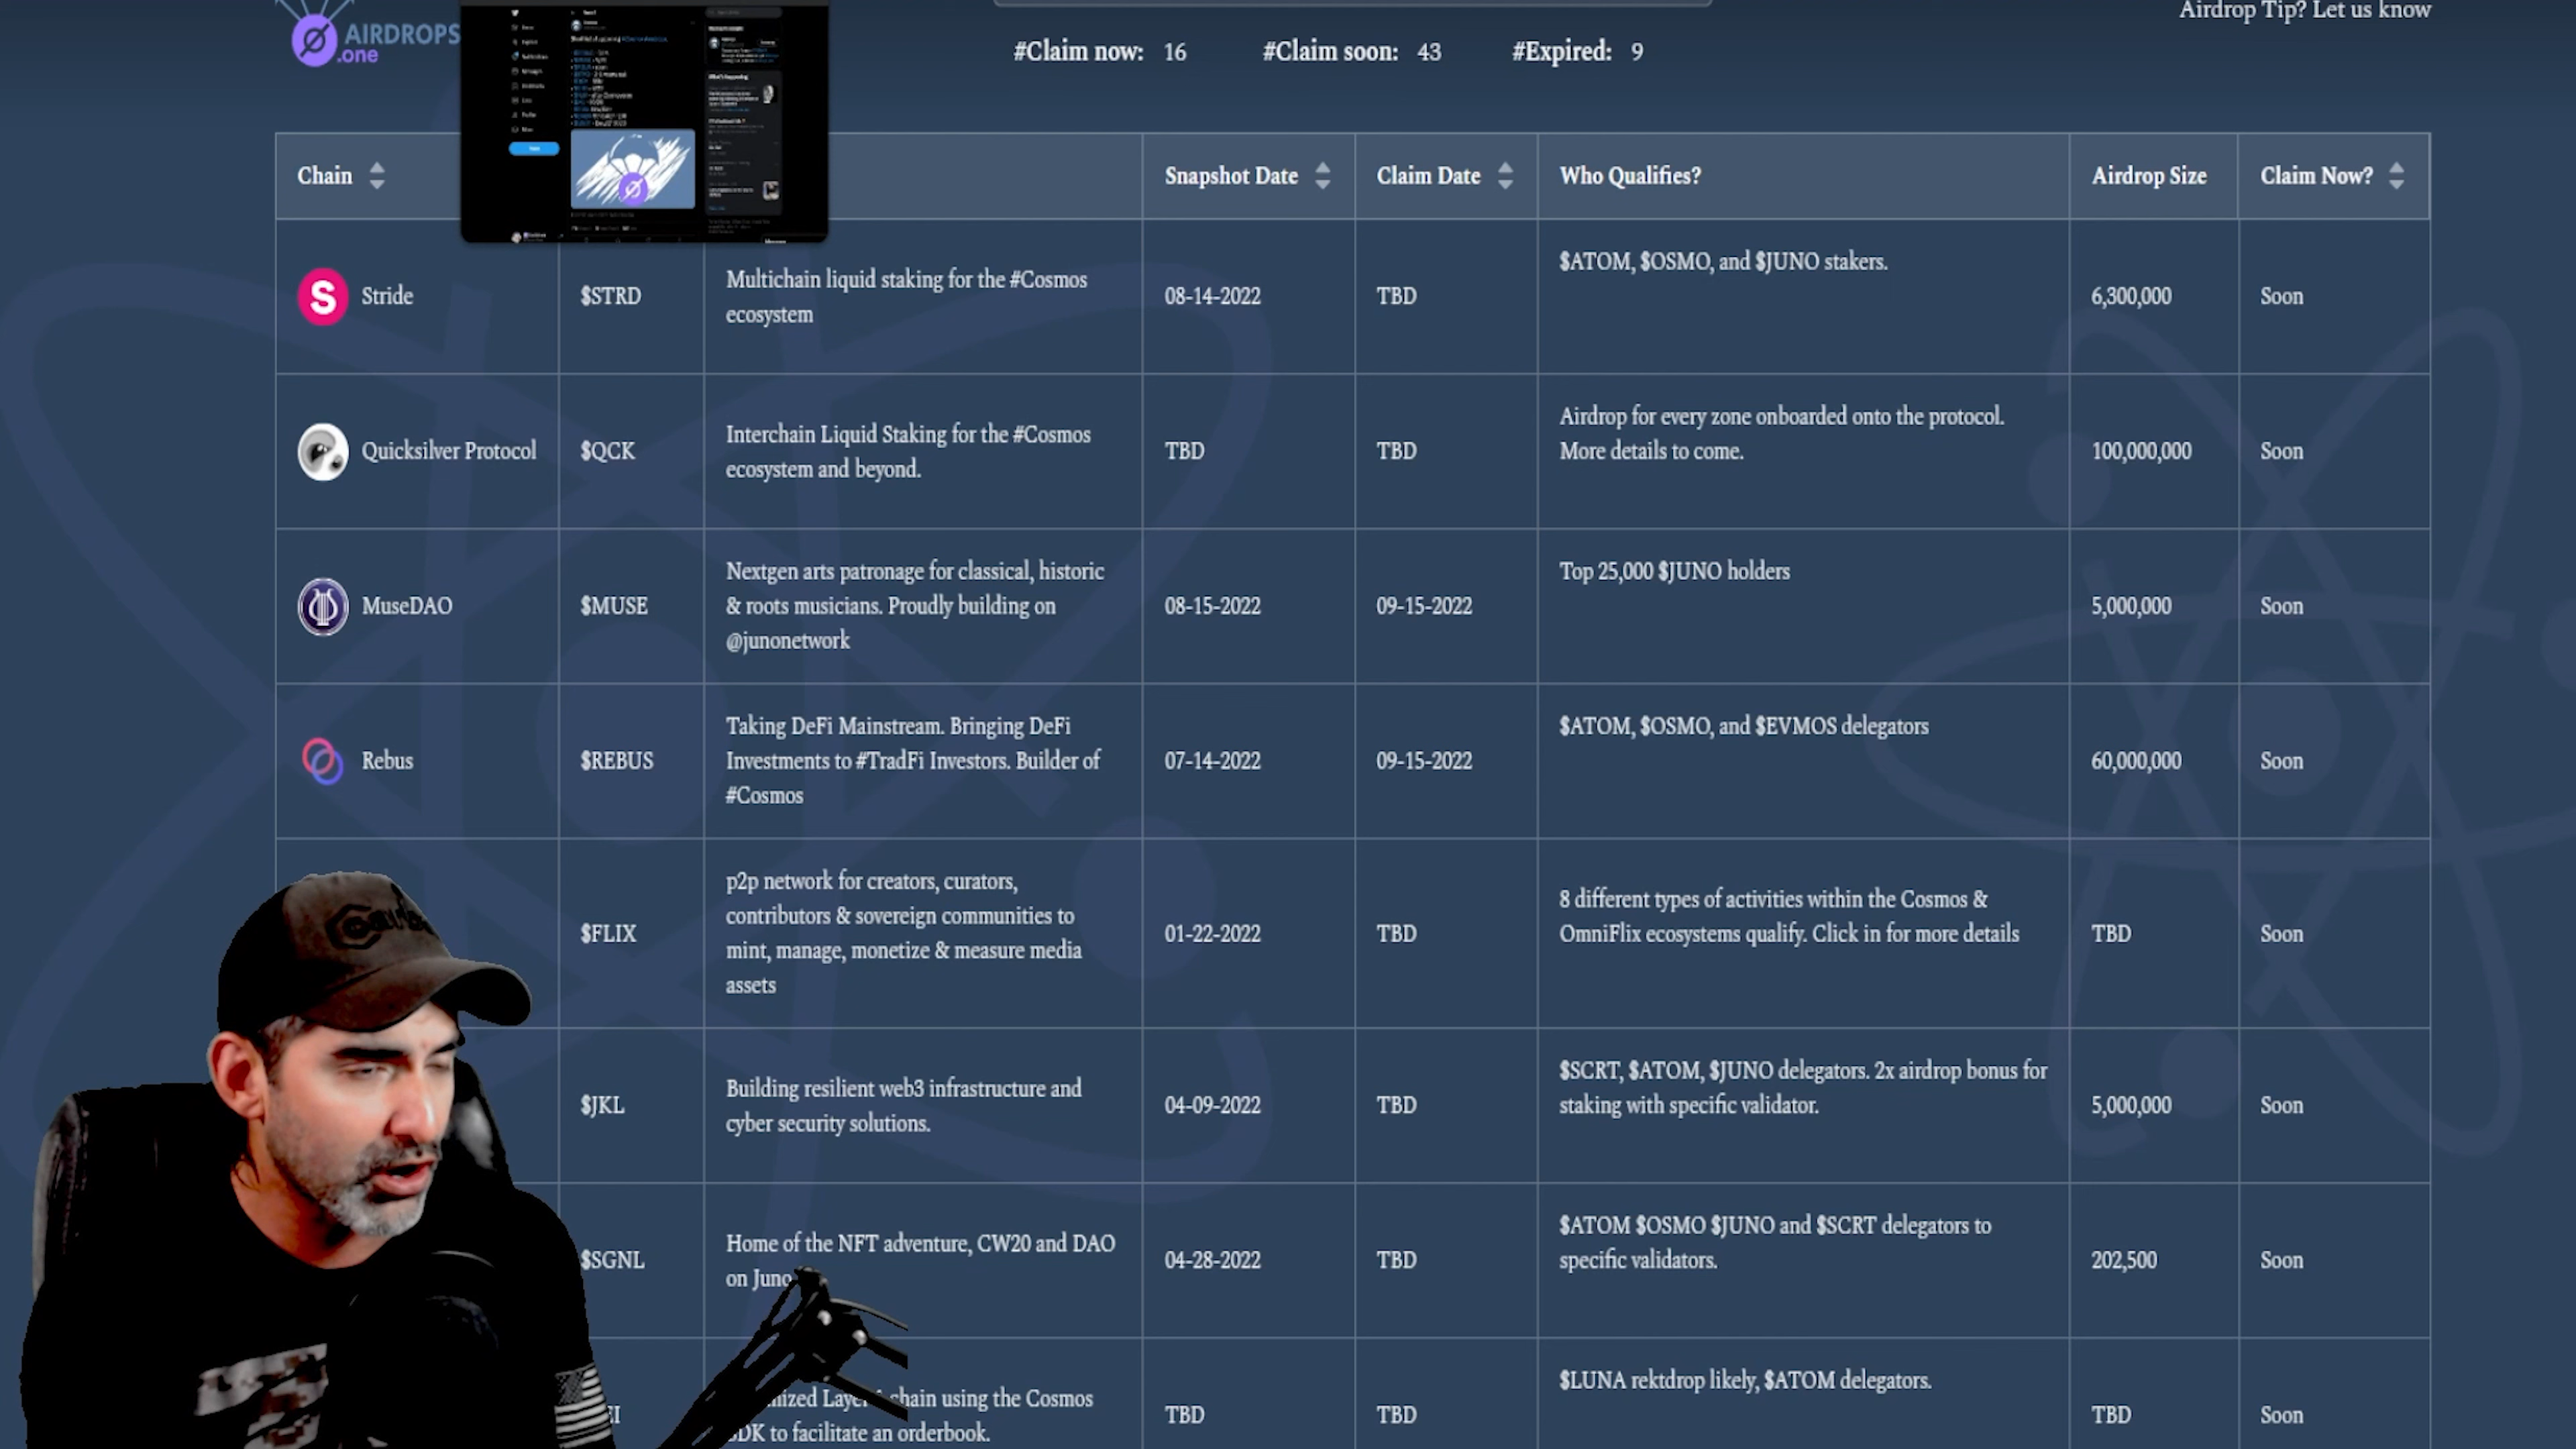 AIRDROPS
.one
#Claim now: 16 #Claim soon: 43 #Expired: 9
Airdrop Tip? Let us know
Chain Snapshot Date Claim Date Who Qualifies? Airdrop Size Claim Now?
Stride $STRD
Multichain liquid staking for the #Cosmos
ecosystem
08-14-2022 TBD
$ATOM, $OSMO, and $JUNO stakers.
6,300,000 Soon
Quicksilver Protocol $QCK
Interchain Liquid Staking for the #Cosmos
ecosystem and beyond.
TBD TBD
Airdrop for every zone onboarded onto the protocol.
More details to come.
100,000,000 Soon
MuseDAO $MUSE
Nextgen arts patronage for classical, historic
& roots musicians. Proudly building on
@junonetwork
08-15-2022 09-15-2022
Top 25,000 $JUNO holders
5,000,000 Soon
Rebus $REBUS
Taking DeFi Mainstream. Bringing DeFi
Investments to #TradFi Investors. Builder of
#Cosmos
07-14-2022 09-15-2022
$ATOM, $OSMO, and $EVMOS delegators
60,000,000 Soon
$FLIX
p2p network for creators, curators,
contributors & sovereign communities to
mint, manage, monetize & measure media
assets
01-22-2022 TBD
8 different types of activities within the Cosmos &
OmniFlix ecosystems qualify. Click in for more details
TBD Soon
$JKL
Building resilient web3 infrastructure and
cyber security solutions.
04-09-2022 TBD
$SCRT, $ATOM, $JUNO delegators. 2x airdrop bonus for
staking with specific validator.
5,000,000 Soon
$SGNL
Home of the NFT adventure, CW20 and DAO
on Juno
04-28-2022 TBD
$ATOM $OSMO $JUNO and $SCRT delegators to
specific validators.
202,500 Soon
chain using the Cosmos
to facilitate an orderbook.
TBD TBD
$LUNA rektdrop likely, $ATOM delegators.
TBD Soon